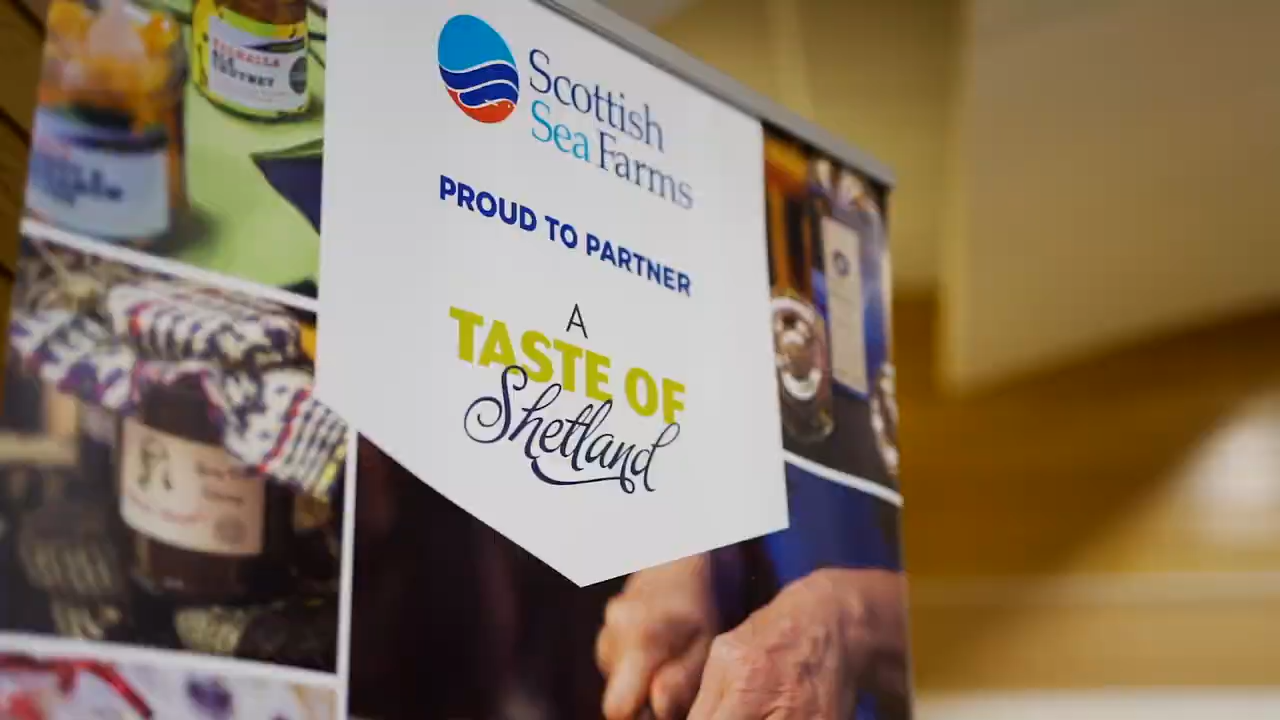 Scottish
Sea Farms
PROUD TO PARTNER
A
TASTE OF
Shetland